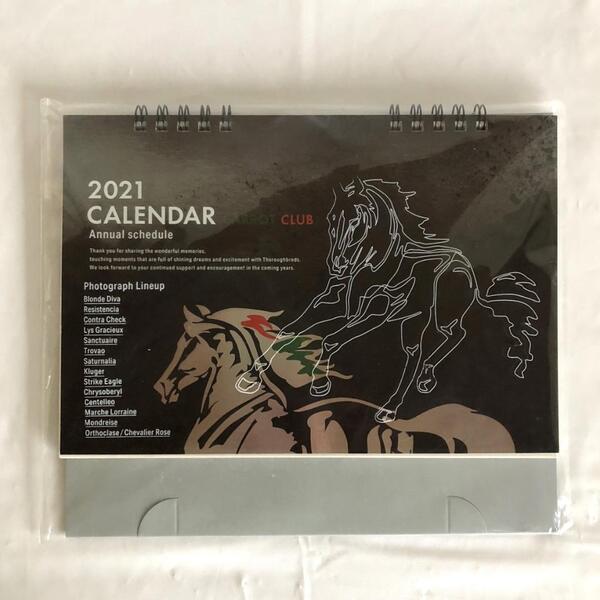 2021
CALENDAR
CLUB
Annual schedule
Thank you for sharing the wonderful memories,
touching moments that are full of shining dreams and excitement with Thoroughbreds.
We look forward to your continued support and encouragement in the coming years.
Photograph Lineup
Blonde Diva
Resistencia
Contra Check
Lys Gracieux
Sanctuaire
Trovao
Saturnalia
Kluger
Strike Eagle
Chrysoberyl
Centelleo
Marche Lorraine
Mondreise
Orthoclase / Chevalier Rose